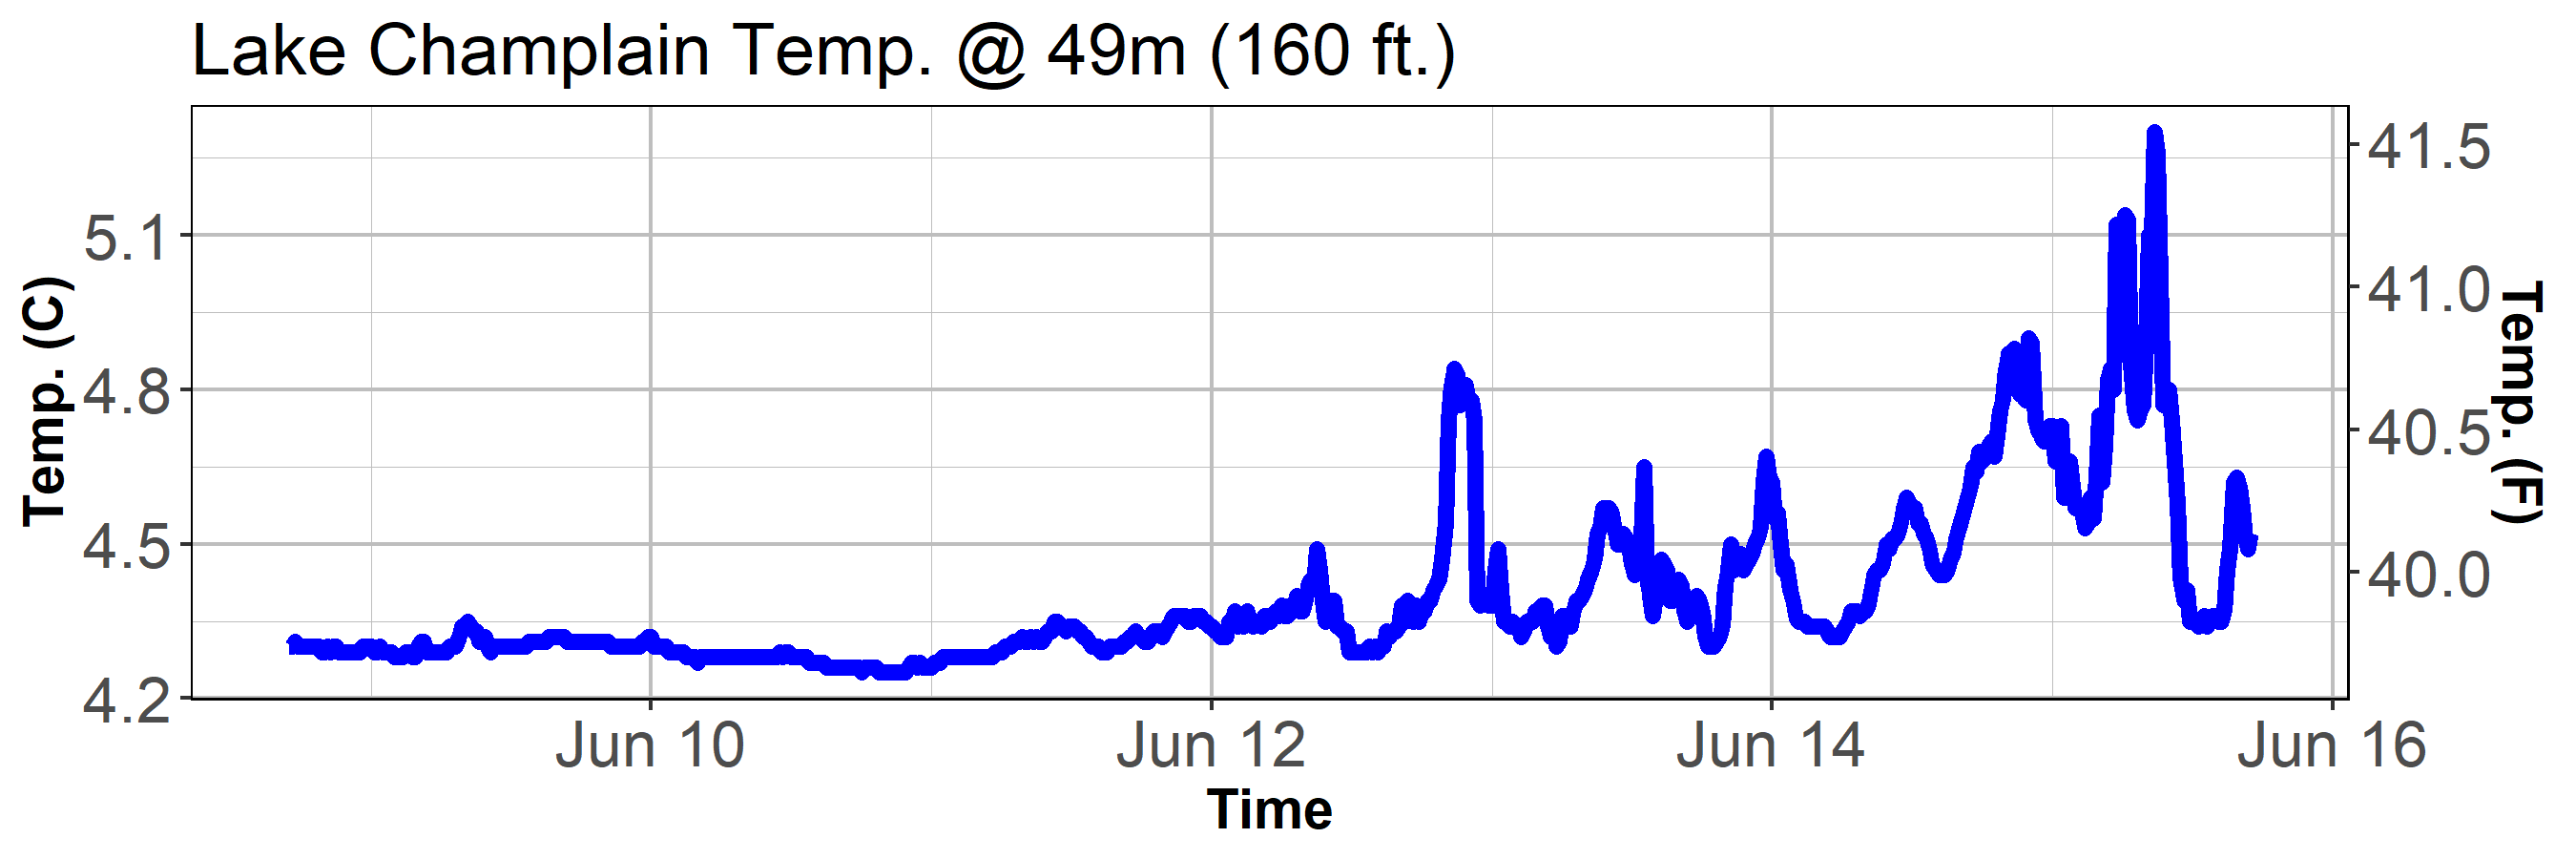 Lake Champlain Temp. @ 49m (160 ft.)
Temp. (C)
5.1
4.8
4.5
4.2
41.5
41.0
40.5
40.0
Temp. (F)
Jun 10 Jun 12 Jun 14 Jun 16
Time